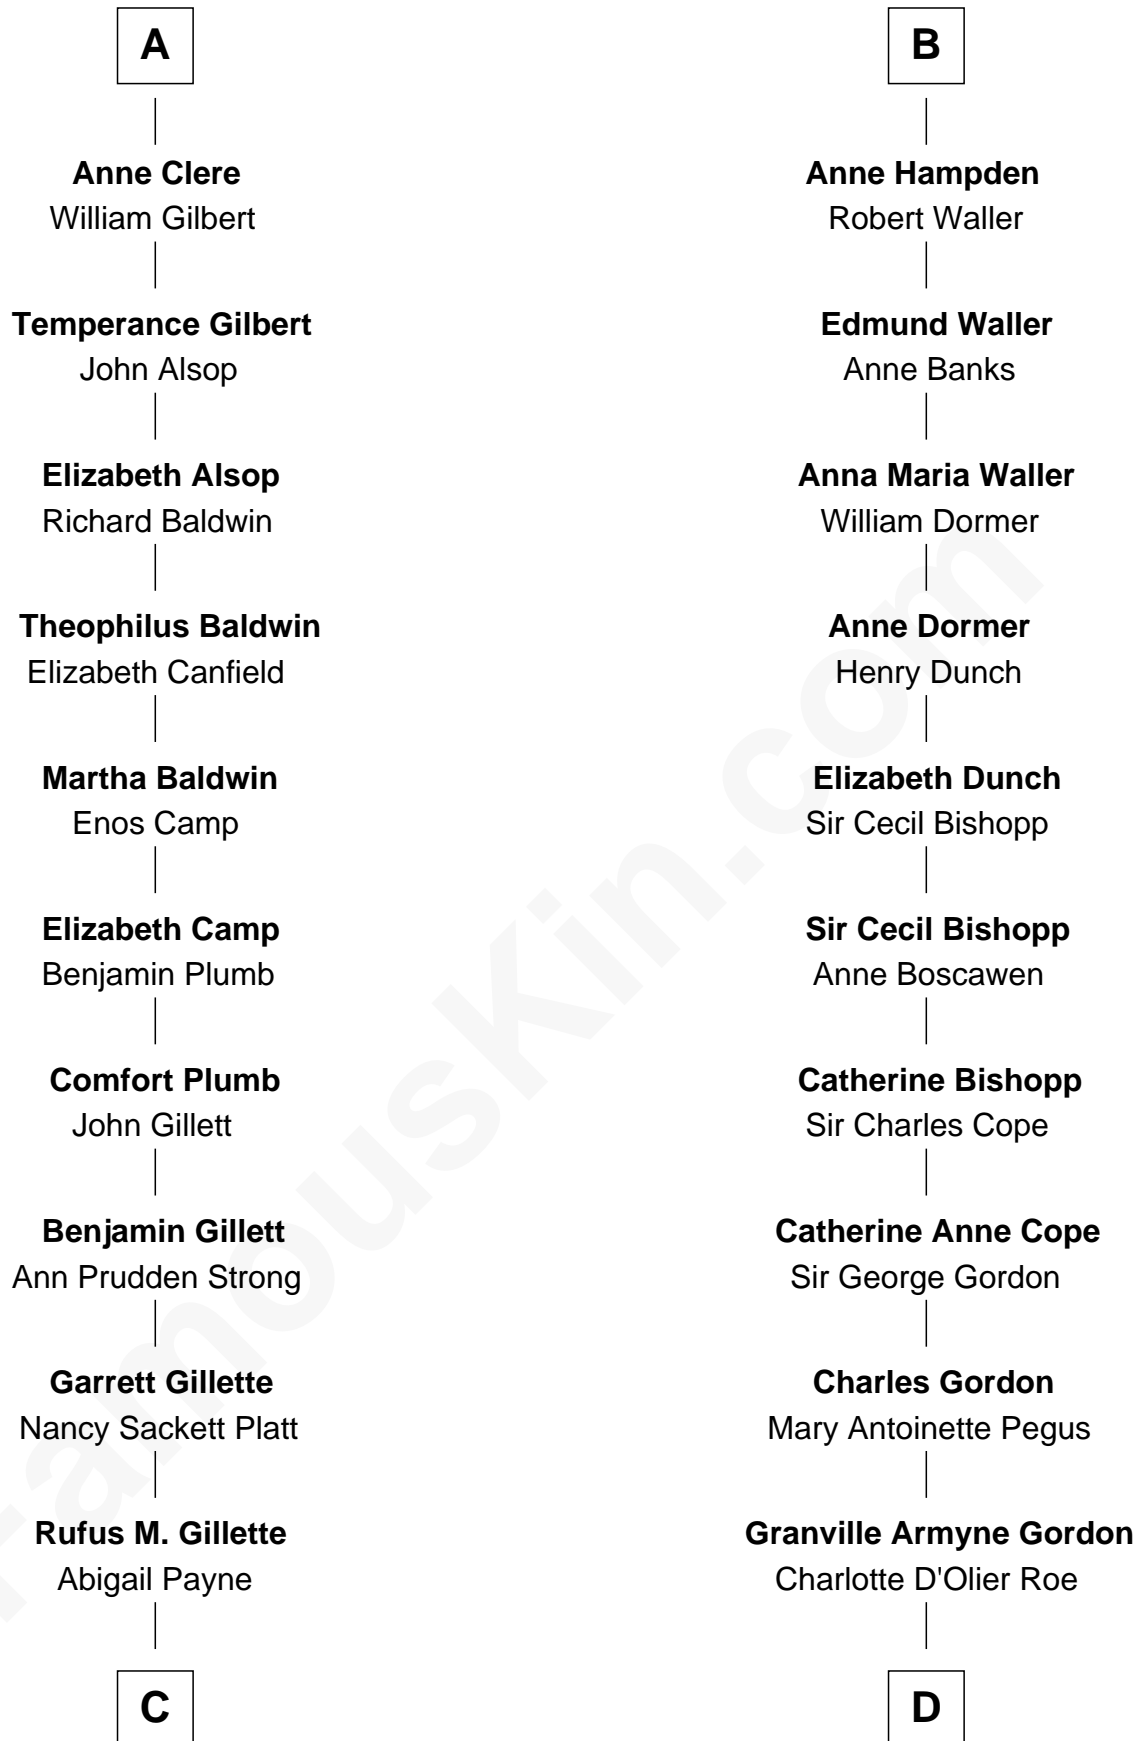 A
Anne Clere
William Gilbert
Temperance Gilbert
John Alsop
Elizabeth Alsop
Richard Baldwin
Theophilus Baldwin
Elizabeth Canfield
Martha Baldwin
Enos Camp
Elizabeth Camp
Benjamin Plumb
Comfort Plumb
John Gillett
Benjamin Gillett
Ann Prudden Strong
Garrett Gillette
Nancy Sackett Platt
Rufus M. Gillette
Abigail Payne
C
B
Anne Hampden
Robert Waller
Edmund Waller
Anne Banks
Anna Maria Waller
William Dormer
Anne Dormer
Henry Dunch
Elizabeth Dunch
Sir Cecil Bishopp
Sir Cecil Bishopp
Anne Boscawen
Catherine Bishopp
Sir Charles Cope
Catherine Anne Cope
Sir George Gordon
Charles Gordon
Mary Antoinette Pegus
Granville Armyne Gordon
Charlotte D'Olier Roe
D
FamousKin.com